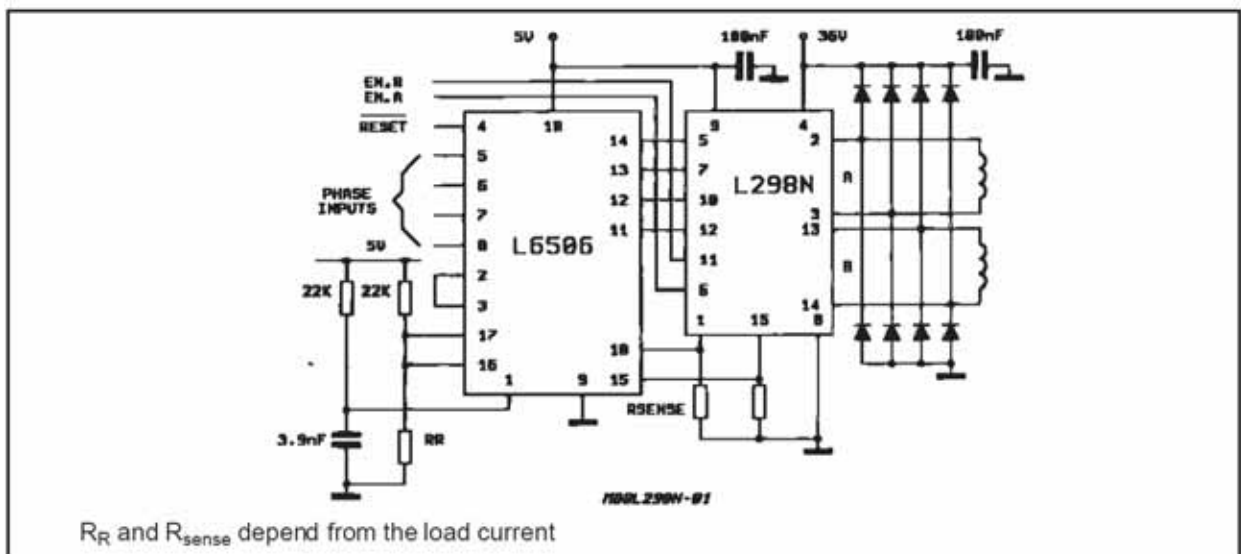 5V 100nF 36V 100nF
EN.B
EN.A
RESET
4 18 9 4
5 14 5 2
6 13 7 L298N A
PHASE INPUTS
7 12 10 3
8 11 12 13
L6506
5V
11 B
22K 22K 2
3 6 14
17 1 15 8
16 10
1 9 15
RSENSE
3.9nF RR
M00L298N-01
R_R and R_sense depend from the load current